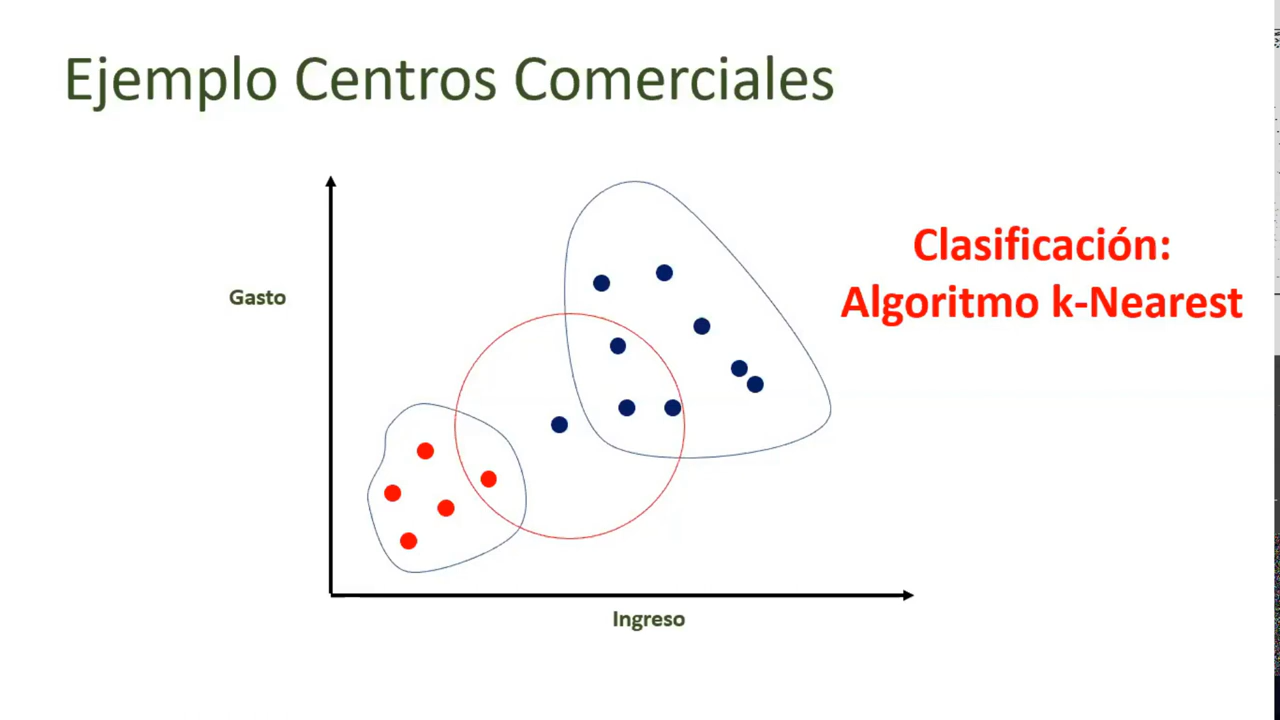 Ejemplo Centros Comerciales
Clasificación:
Algoritmo k-Nearest
Gasto
Ingreso